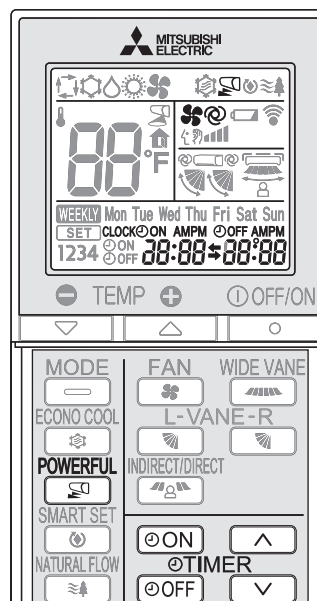 MITSUBISHI
ELECTRIC
88°F
WEEKLY Mon Tue Wed Thu Fri Sat Sun
SET CLOCK ON AMPM OFF AMPM
1234 ON OFF 28:88 88:88
TEMP OFF/ON
MODE FAN WIDE VANE
ECONO COOL L-VANE-R
POWERFUL INDIRECT/DIRECT
SMART SET
ON
NATURAL FLOW TIMER
OFF